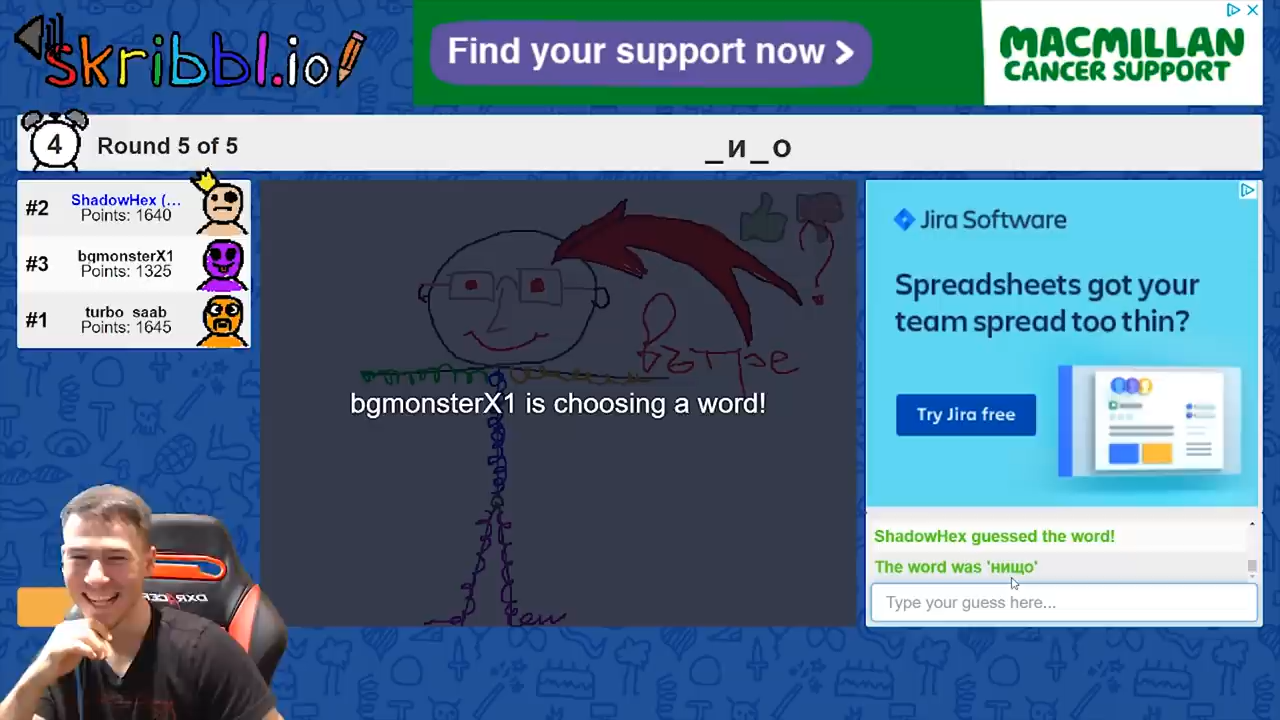 skribbl.io
Find your support now >
MACMILLAN
CANCER SUPPORT
4
Round 5 of 5
_и_о
#2
ShadowHex (...
Points: 1640
#3
bgmonsterX1
Points: 1325
#1
turbo_saab
Points: 1645
?
вътре
bgmonsterX1 is choosing a word!
Jira Software
Spreadsheets got your
team spread too thin?
Try Jira free
ShadowHex guessed the word!
The word was 'нищо'
Type your guess here...
DXRACER